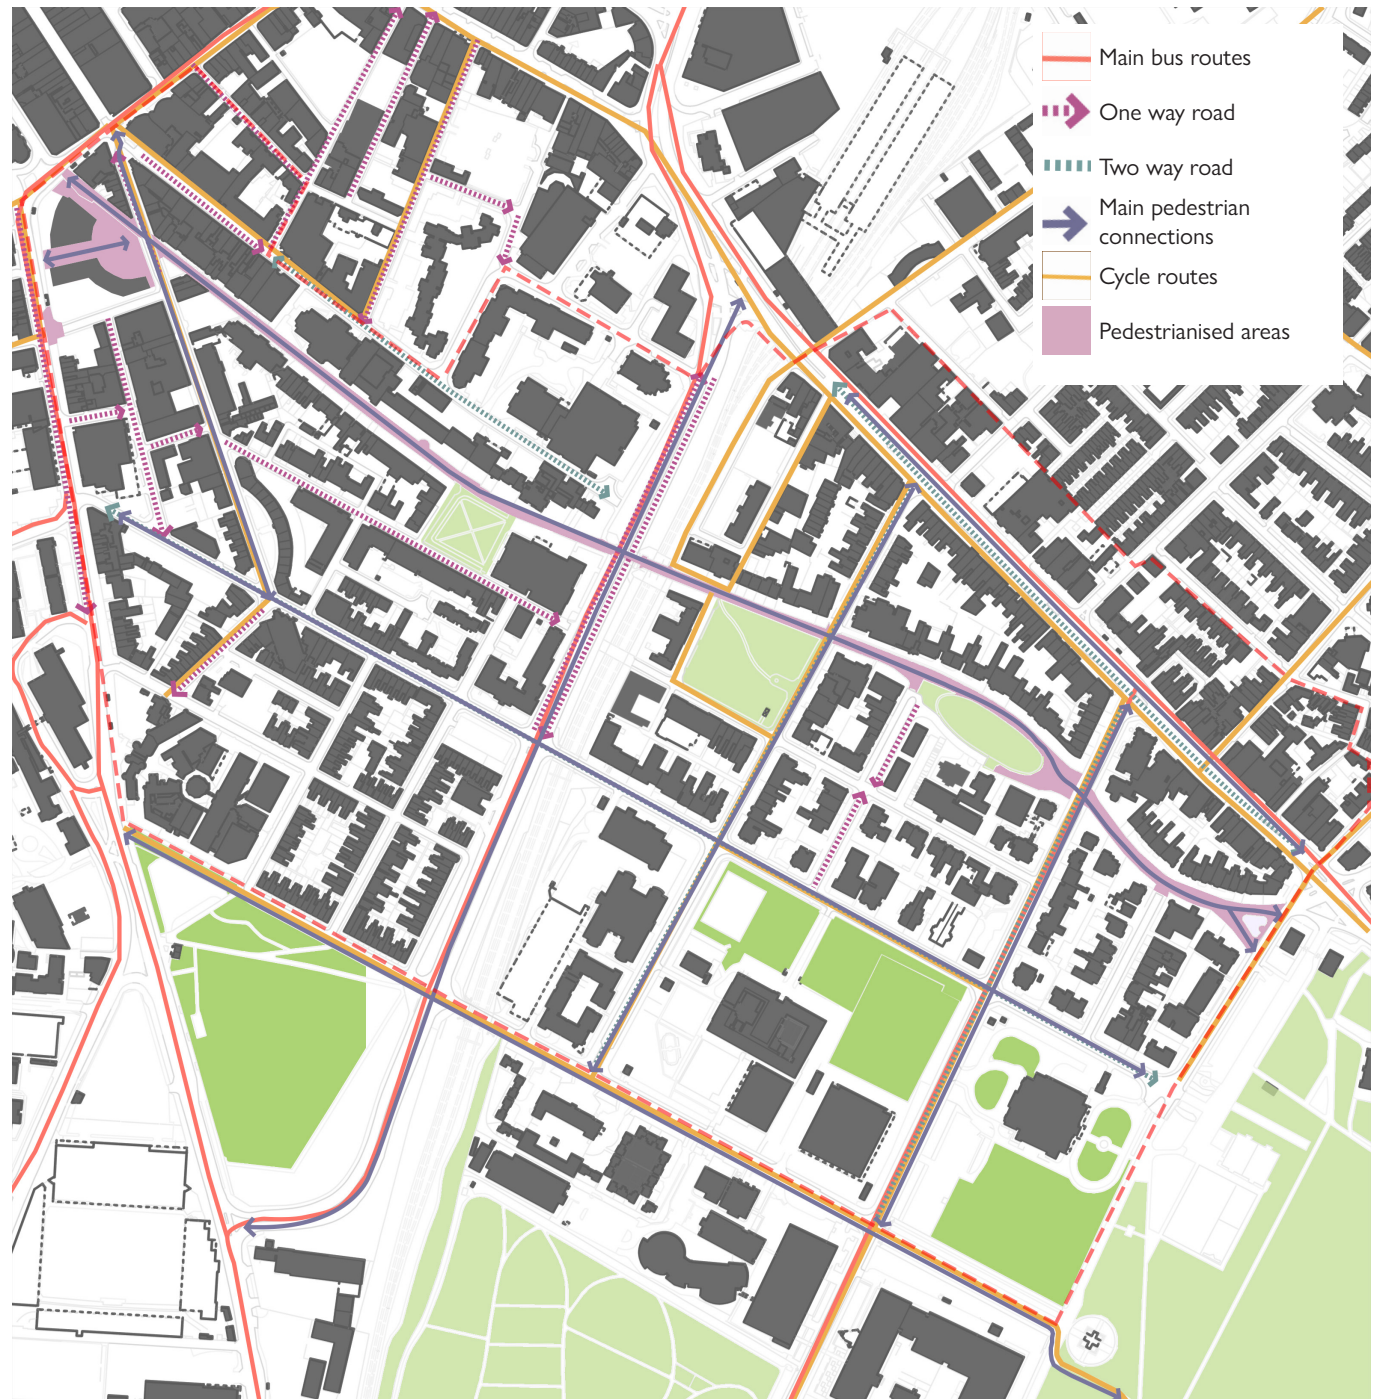 Main bus routes
One way road
Two way road
Main pedestrian
connections
Cycle routes
Pedestrianised areas